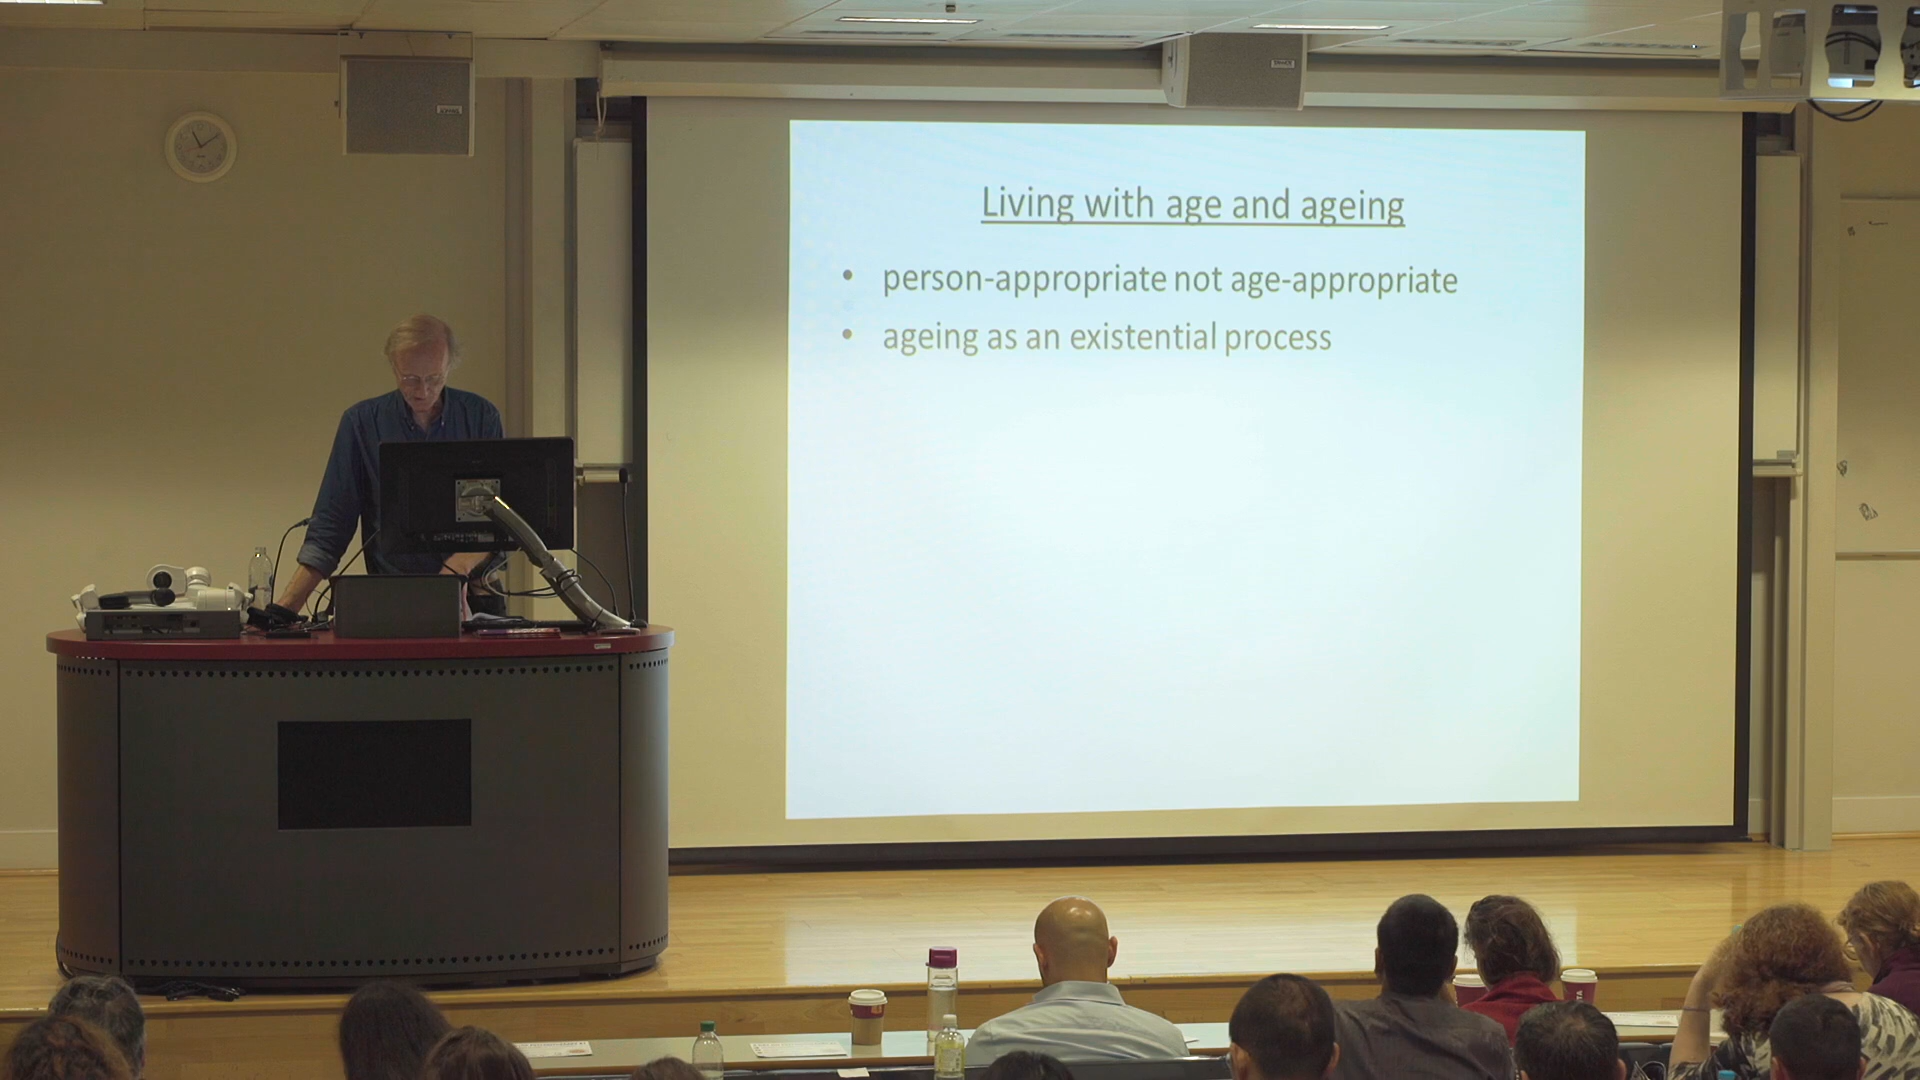 Living with age and ageing
• person-appropriate not age-appropriate
• ageing as an existential process